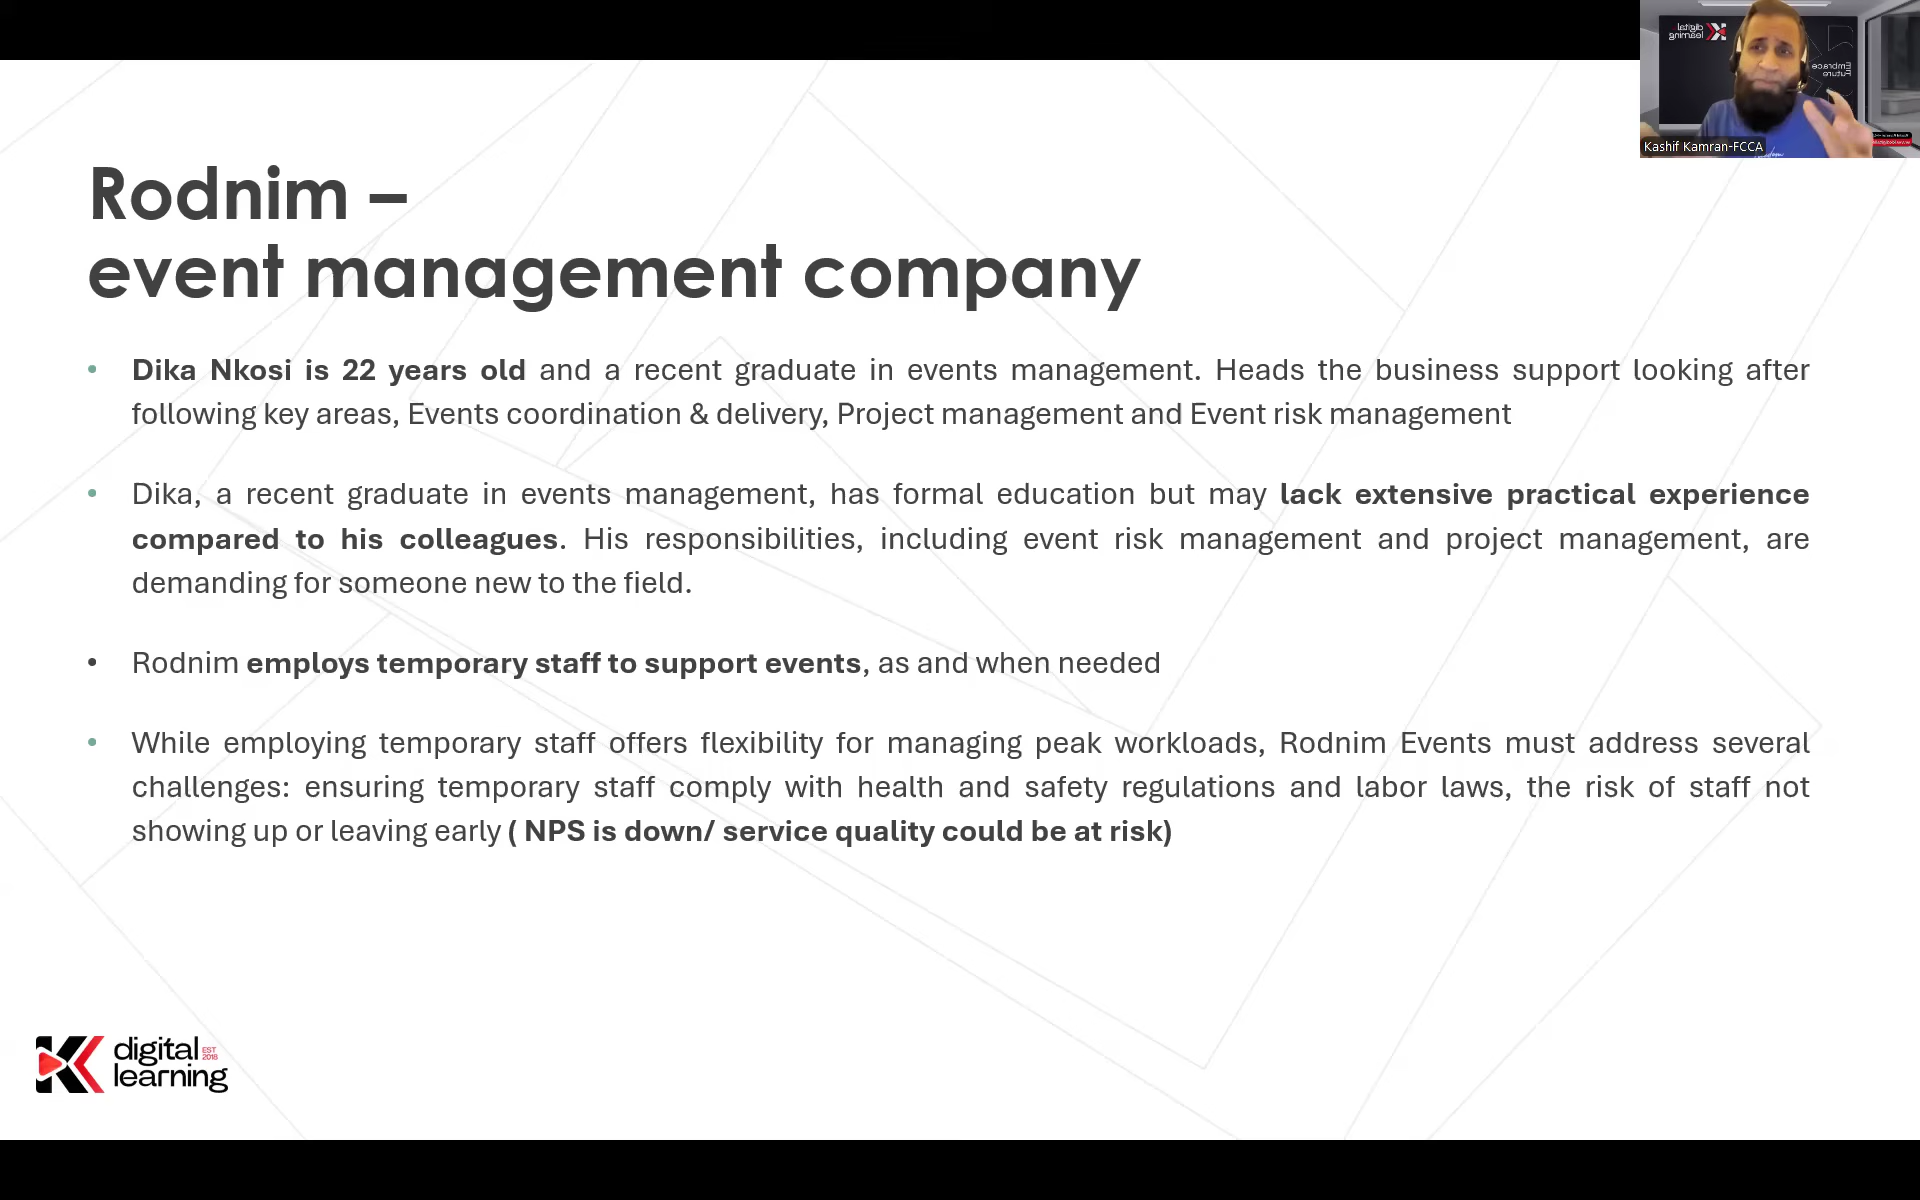 digital
learning
embrace
future
Kashif Kamran-FCCA
Rodnim –
event management company
• Dika Nkosi is 22 years old and a recent graduate in events management. Heads the business support looking after
following key areas, Events coordination & delivery, Project management and Event risk management
• Dika, a recent graduate in events management, has formal education but may lack extensive practical experience
compared to his colleagues. His responsibilities, including event risk management and project management, are
demanding for someone new to the field.
• Rodnim employs temporary staff to support events, as and when needed
• While employing temporary staff offers flexibility for managing peak workloads, Rodnim Events must address several
challenges: ensuring temporary staff comply with health and safety regulations and labor laws, the risk of staff not
showing up or leaving early ( NPS is down/ service quality could be at risk)
digital EST 2018
learning